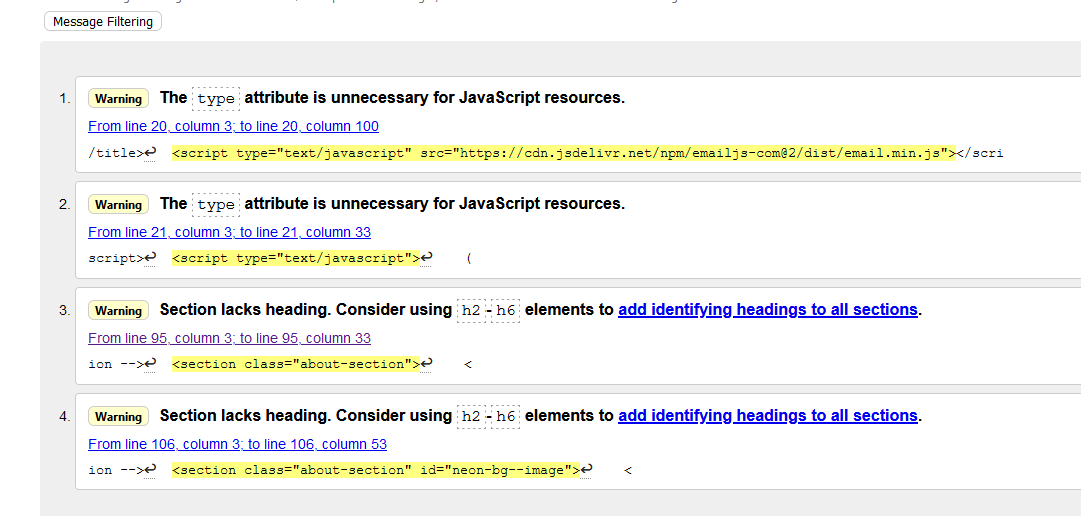 Message Filtering
1. Warning The type attribute is unnecessary for JavaScript resources.
From line 20, column 3; to line 20, column 100
/title>↩ <script type="text/javascript" src="https://cdn.jsdelivr.net/npm/emailjs-com@2/dist/email.min.js"></scri
2. Warning The type attribute is unnecessary for JavaScript resources.
From line 21, column 3; to line 21, column 33
script>↩ <script type="text/javascript">↩ (
3. Warning Section lacks heading. Consider using h2-h6 elements to add identifying headings to all sections.
From line 95, column 3; to line 95, column 33
ion -->↩ <section class="about-section">↩ <
4. Warning Section lacks heading. Consider using h2-h6 elements to add identifying headings to all sections.
From line 106, column 3; to line 106, column 53
ion -->↩ <section class="about-section" id="neon-bg--image">↩ <